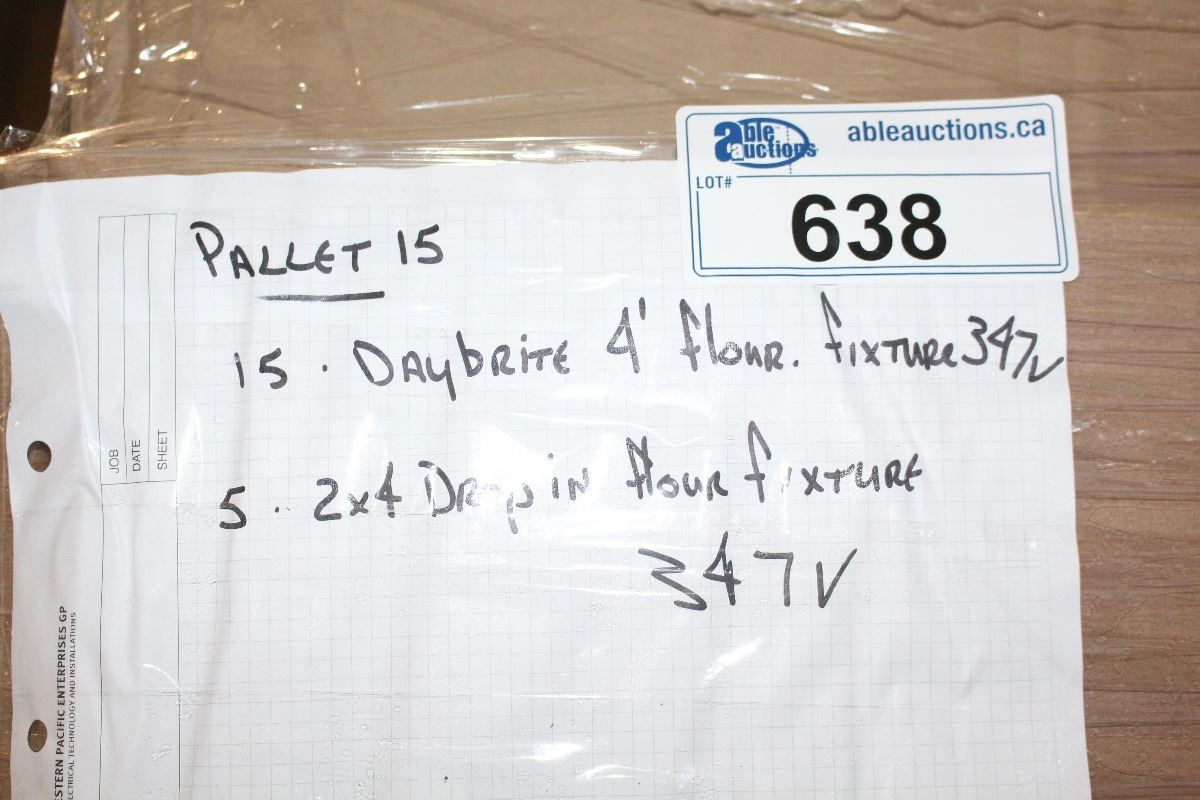 able auctions
ableauctions.ca
LOT#
638
PALLET 15
15 . DAYbRITE 4' flour. fixTURE 347V
5 . 2x4 DROP IN flour fixTURE
347V
JOB
DATE
SHEET
STERN PACIFIC ENTERPRISES GP
ECTRICAL TECHNOLOGY AND INSTALLATIONS